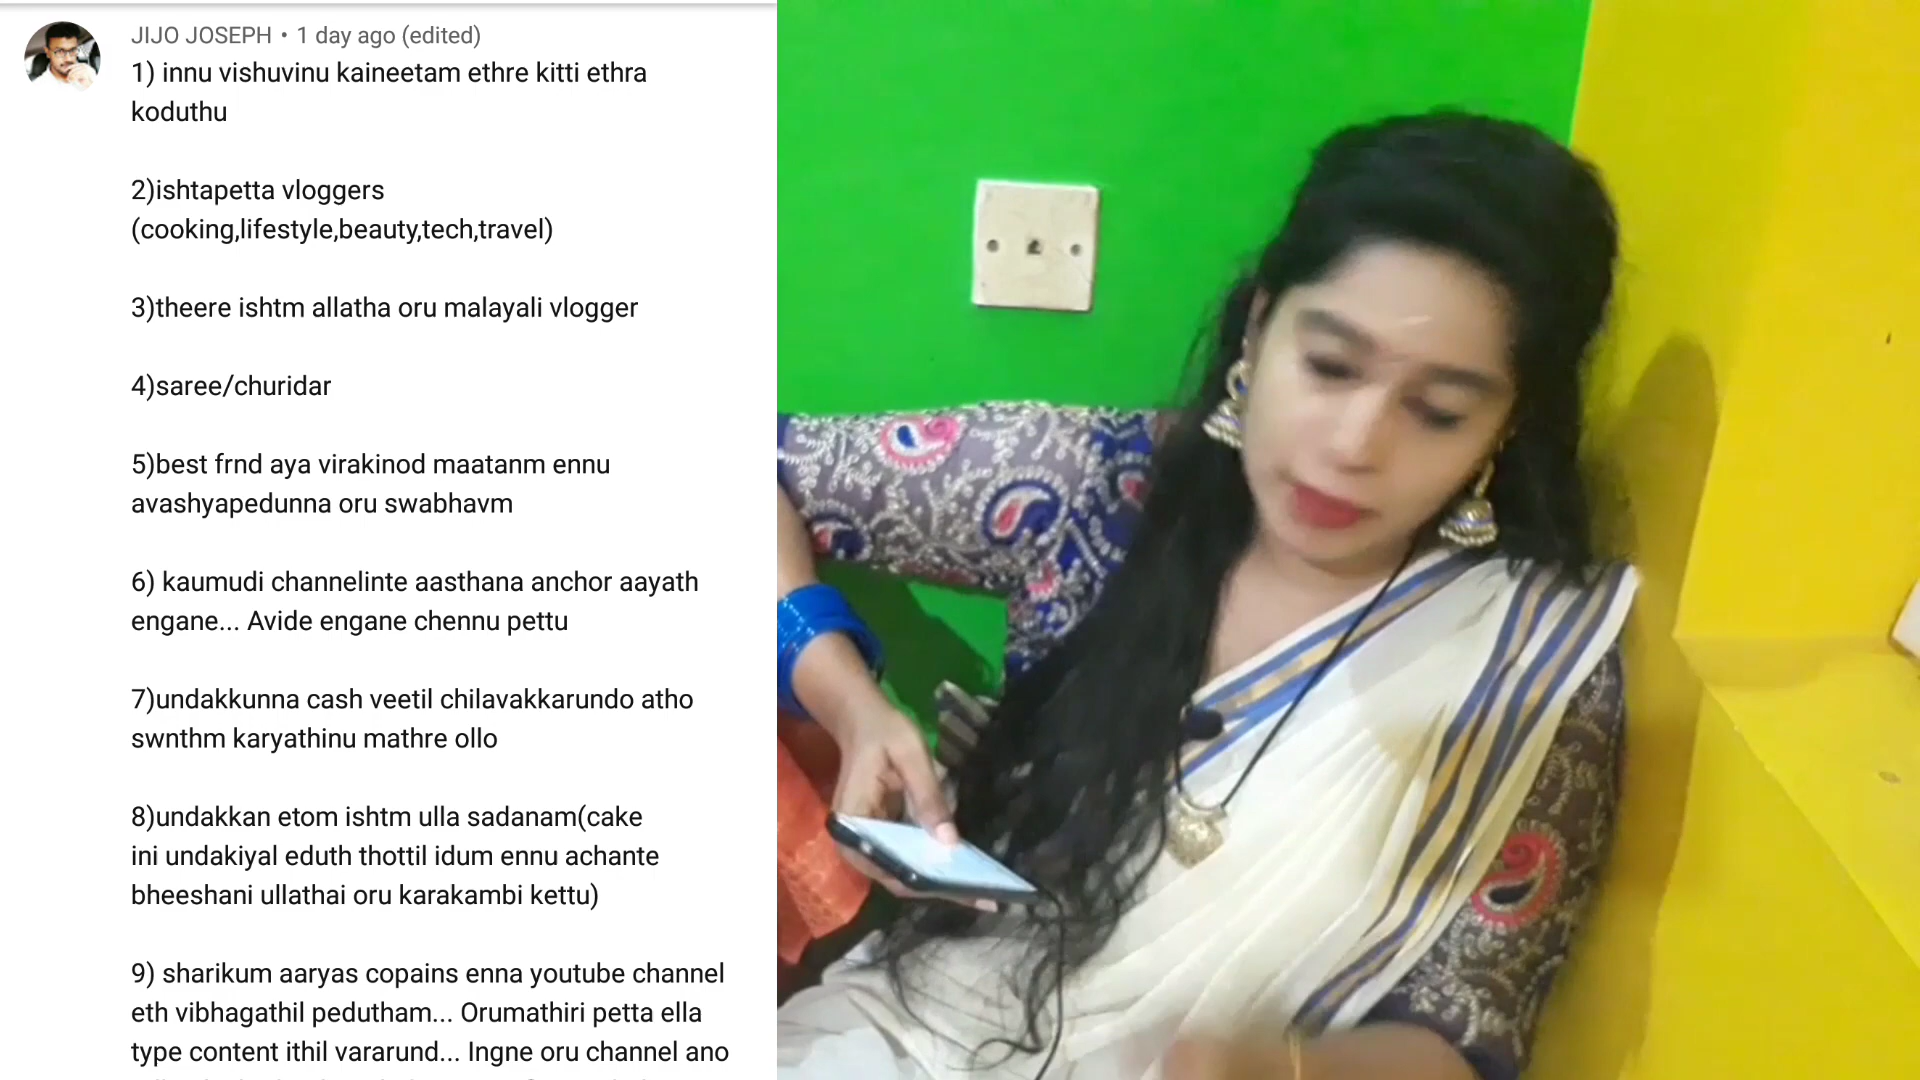 JIJO JOSEPH • 1 day ago (edited)
1) innu vishuvinu kaineetam ethre kitti ethra
koduthu
2)ishtapetta vloggers
(cooking,lifestyle,beauty,tech,travel)
3)theere ishtm allatha oru malayali vlogger
4)saree/churidar
5)best frnd aya virakinod maatanm ennu
avashyapedunna oru swabhavm
6) kaumudi channelinte aasthana anchor aayath
engane... Avide engane chennu pettu
7)undakkunna cash veetil chilavakkarundo atho
swnthm karyathinu mathre ollo
8)undakkan etom ishtm ulla sadanam(cake
ini undakiyal eduth thottil idum ennu achante
bheeshani ullathai oru karakambi kettu)
9) sharikum aaryas copains enna youtube channel
eth vibhagathil pedutham... Orumathiri petta ella
type content ithil vararund... Ingne oru channel ano